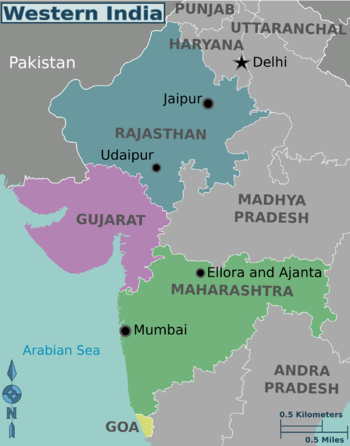 Western India
PUNJAB
UTTARANCHAL
HARYANA
Pakistan
Delhi
Jaipur
RAJASTHAN
Udaipur
MADHYA
PRADESH
GUJARAT
Ellora and Ajanta
MAHARASHTRA
Mumbai
Arabian Sea
ANDRA
PRADESH
N
GOA
0.5 Kilometers
0.5 Miles